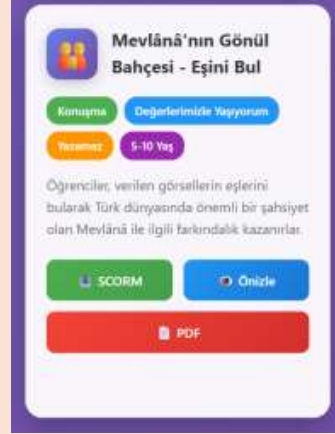 Mevlânâ'nın Gönül
Bahçesi - Eşini Bul
Konuşma
Değerlerimizle Yaşıyorum
Yazamaz
5-10 Yaş
Öğrenciler, verilen görsellerin eşlerini
bularak Türk dünyasında önemli bir şahsiyet
olan Mevlânâ ile ilgili farkındalık kazanırlar.
SCORM
Önizle
PDF